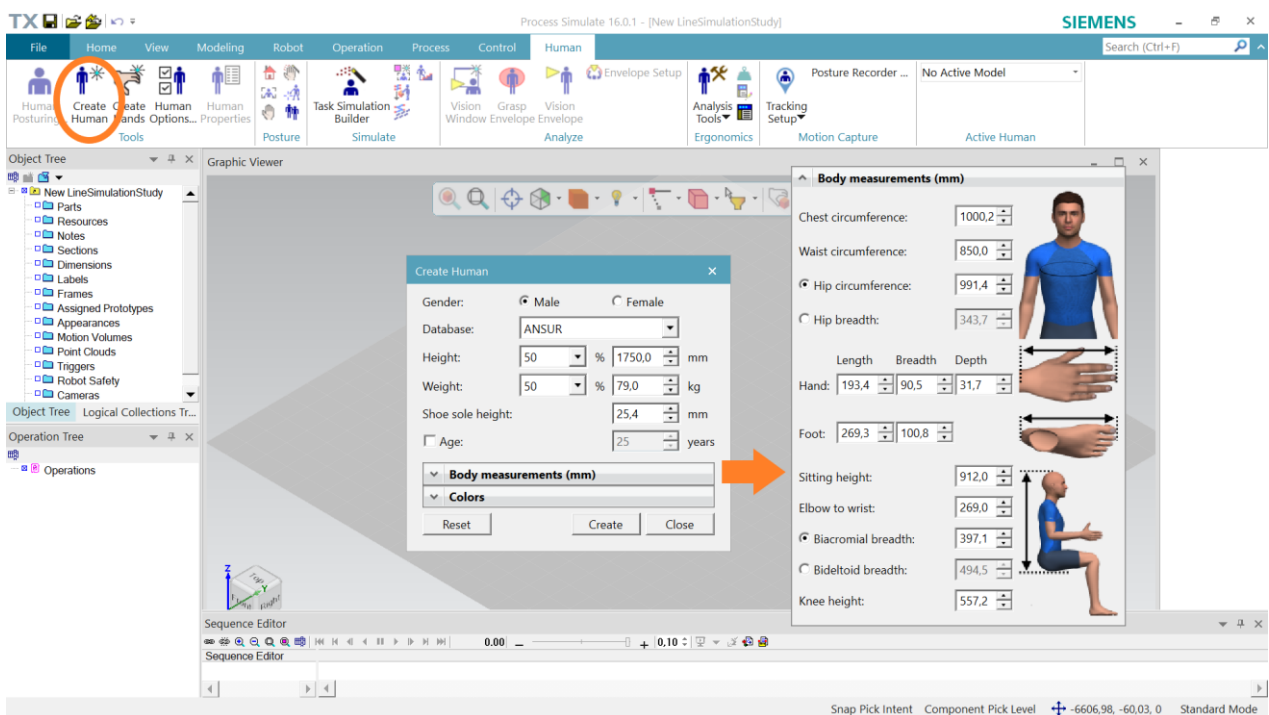 TX
Process Simulate 16.0.1 - [New LineSimulationStudy]
SIEMENS
File Home View Modeling Robot Operation Process Control Human
Search (Ctrl+F)
Human Posturing...
Create Human
Create Hands
Human Options...
Human Properties
Tools
Posture
Task Simulation Builder
Simulate
Vision Window
Grasp Envelope
Vision Envelope
Envelope Setup
Analyze
Analysis Tools
Ergonomics
Tracking Setup
Posture Recorder ...
Motion Capture
No Active Model
Active Human
Object Tree
New LineSimulationStudy
Parts
Resources
Notes
Sections
Dimensions
Labels
Frames
Assigned Prototypes
Appearances
Motion Volumes
Point Clouds
Triggers
Robot Safety
Cameras
Object Tree Logical Collections Tr...
Operation Tree
Operations
Graphic Viewer
Create Human
Gender: Male Female
Database: ANSUR
Height: 50 % 1750,0 mm
Weight: 50 % 79,0 kg
Shoe sole height: 25,4 mm
Age: 25 years
Body measurements (mm)
Colors
Reset Create Close
Body measurements (mm)
Chest circumference: 1000,2
Waist circumference: 850,0
Hip circumference: 991,4
Hip breadth: 343,7
Length Breadth Depth
Hand: 193,4 90,5 31,7
Foot: 269,3 100,8
Sitting height: 912,0
Elbow to wrist: 269,0
Biacromial breadth: 397,1
Bideltoid breadth: 494,5
Knee height: 557,2
Z
Y
Top
Right
Sequence Editor
0.00 0,10
Sequence Editor
Snap Pick Intent Component Pick Level -6606,98, -60,03, 0 Standard Mode